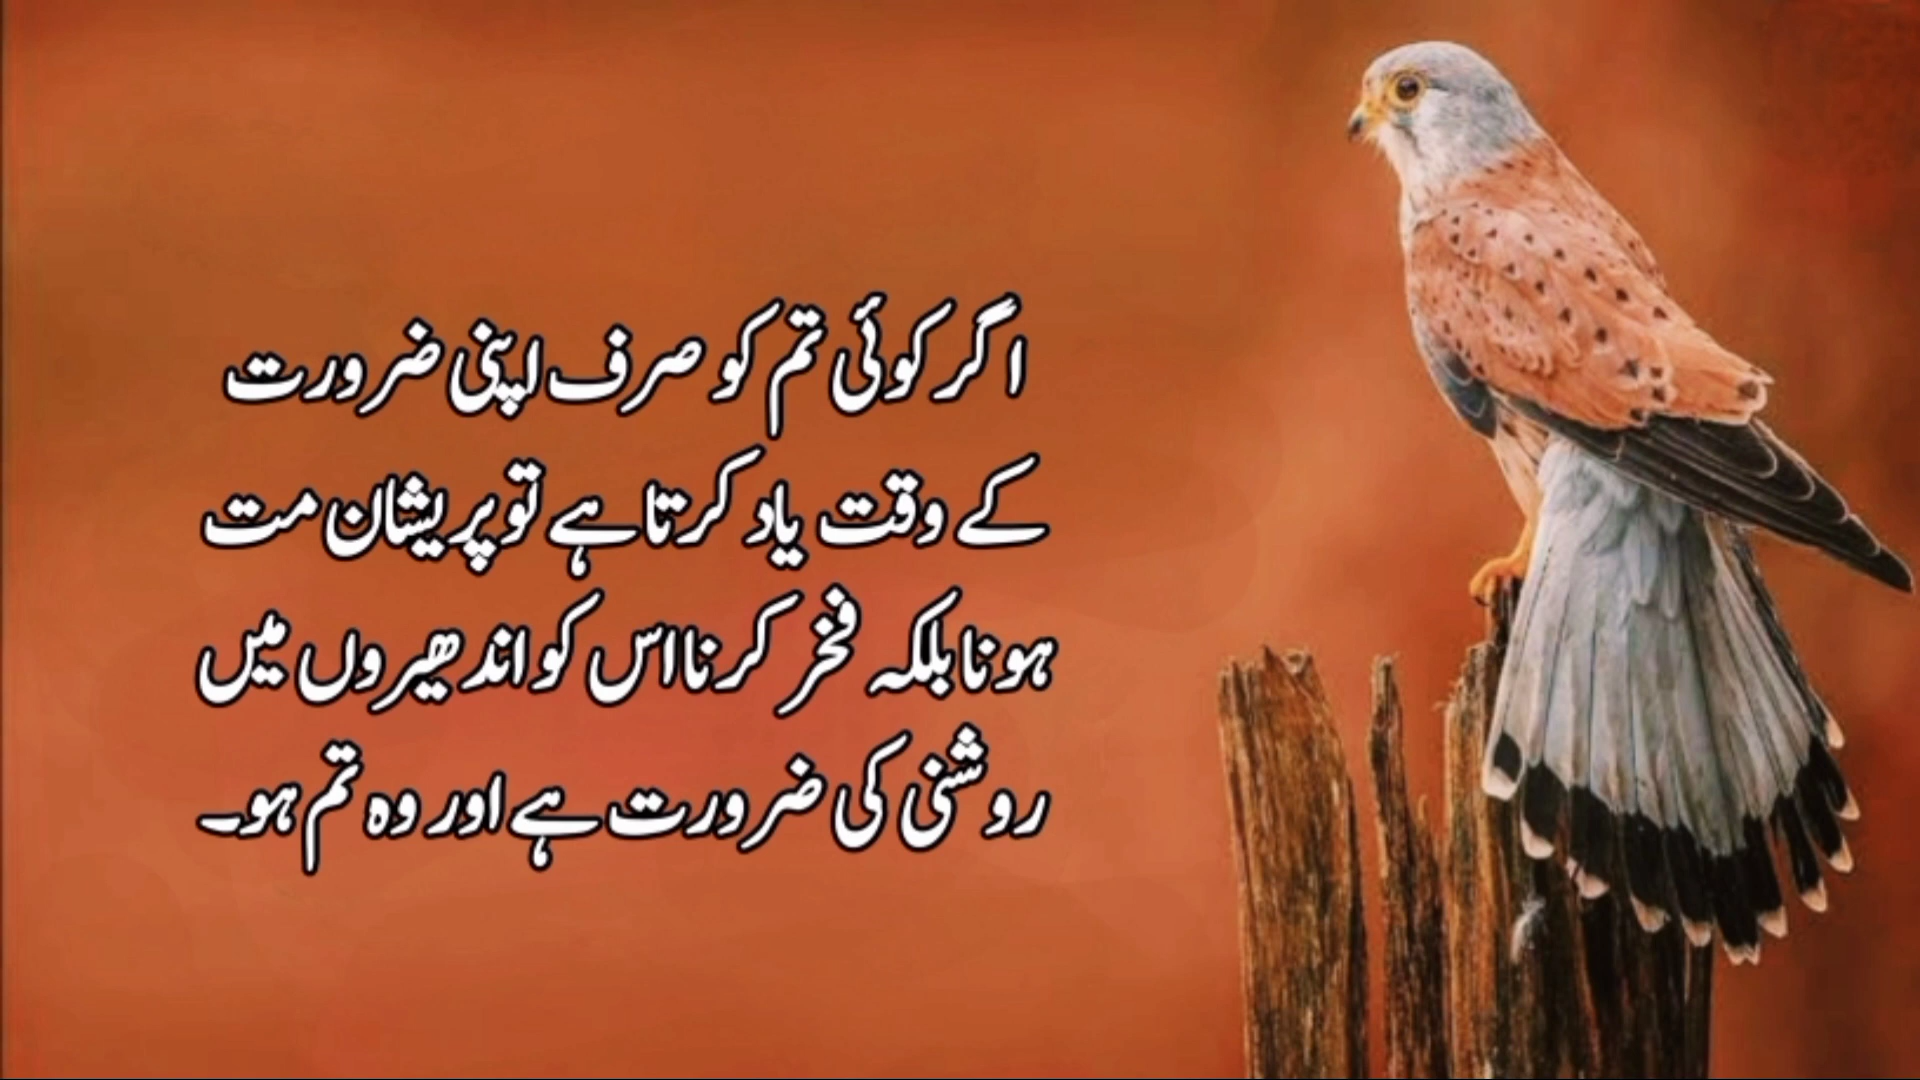 اگر کوئی تم کو صرف اپنی ضرورت
کے وقت یاد کرتا ہے تو پریشان مت
ہونا بلکہ فخر کرنا اس کو اندھیروں میں
روشنی کی ضرورت ہے اور وہ تم ہو۔